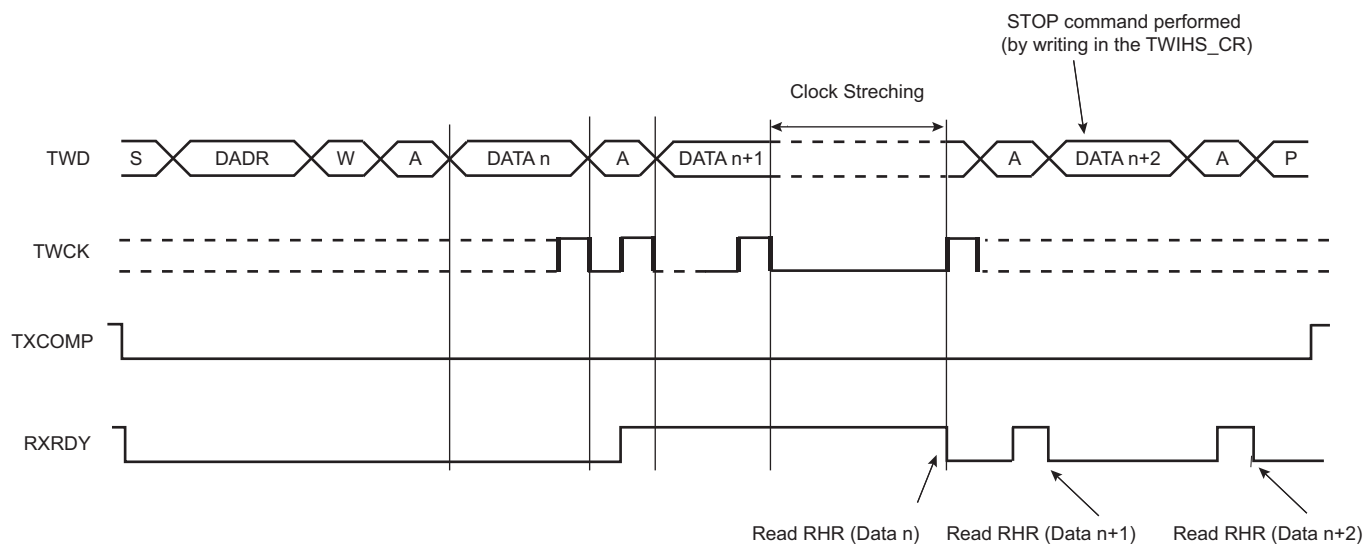 STOP command performed
(by writing in the TWIHS_CR)
Clock Streching
TWD S DADR W A DATA n A DATA n+1 A DATA n+2 A P
TWCK
TXCOMP
RXRDY
Read RHR (Data n) Read RHR (Data n+1) Read RHR (Data n+2)